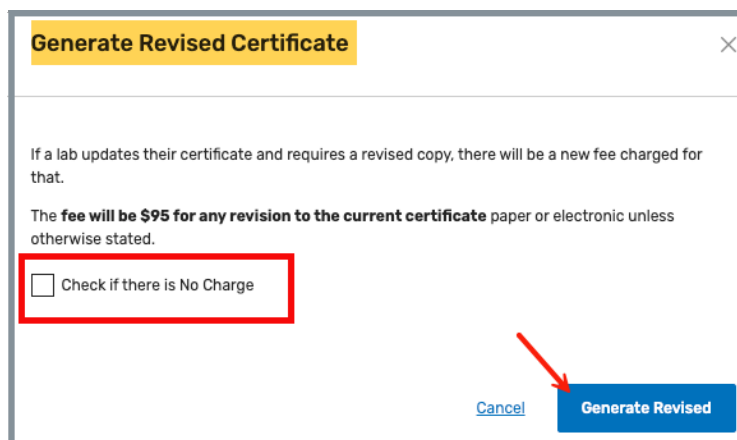 Generate Revised Certificate
If a lab updates their certificate and requires a revised copy, there will be a new fee charged for
that.
The fee will be $95 for any revision to the current certificate paper or electronic unless
otherwise stated.
Check if there is No Charge
Cancel
Generate Revised